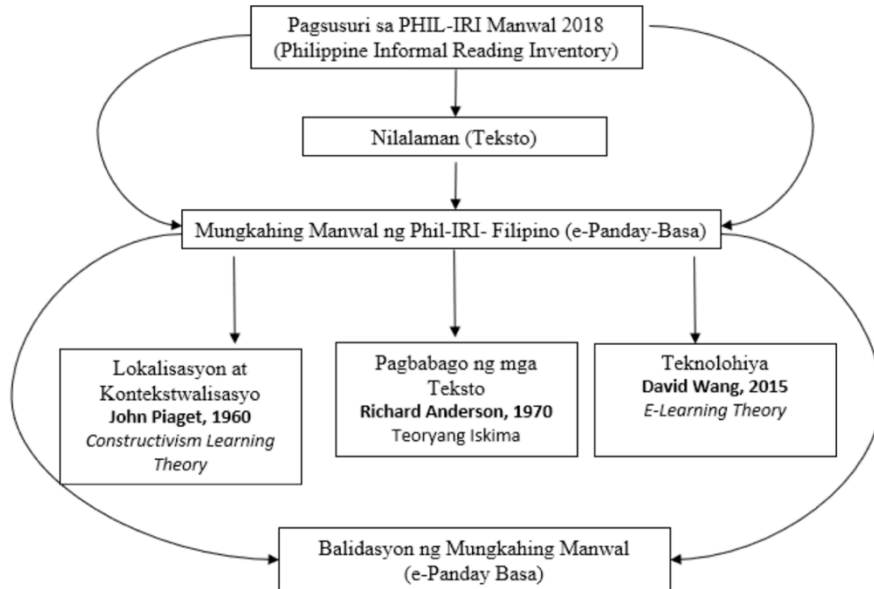 Pagsusuri sa PHIL-IRI Manwal 2018
(Philippine Informal Reading Inventory)
Nilalaman (Teksto)
Mungkahing Manwal ng Phil-IRI- Filipino (e-Panday-Basa)
Lokalisasyon at
Kontekstwalisasyo
John Piaget, 1960
Constructivism Learning
Theory
Pagbabago ng mga
Teksto
Richard Anderson, 1970
Teoryang Iskima
Teknolohiya
David Wang, 2015
E-Learning Theory
Balidasyon ng Mungkahing Manwal
(e-Panday Basa)